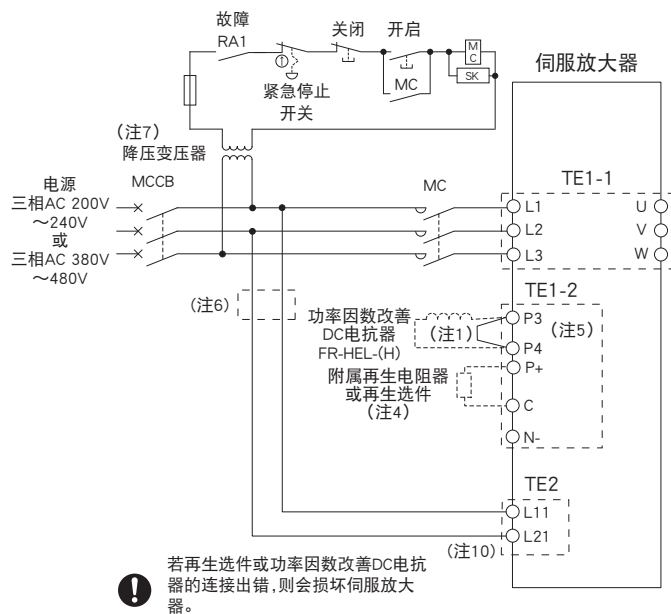 故障
RA1
关闭
开启
MC
SK
MC
紧急停止
开关
伺服放大器
(注7)
降压变压器
电源
三相AC 200V
～240V
或
三相AC 380V
～480V
MCCB
MC
TE1-1
L1
L2
L3
U
V
W
(注6)
功率因数改善
DC电抗器
FR-HEL-(H)
(注1)
TE1-2
P3
(注5)
P4
P+
附属再生电阻器
或再生选件
(注4)
C
N-
TE2
L11
L21
(注10)
若再生选件或功率因数改善DC电抗
器的连接出错,则会损坏伺服放大
器。